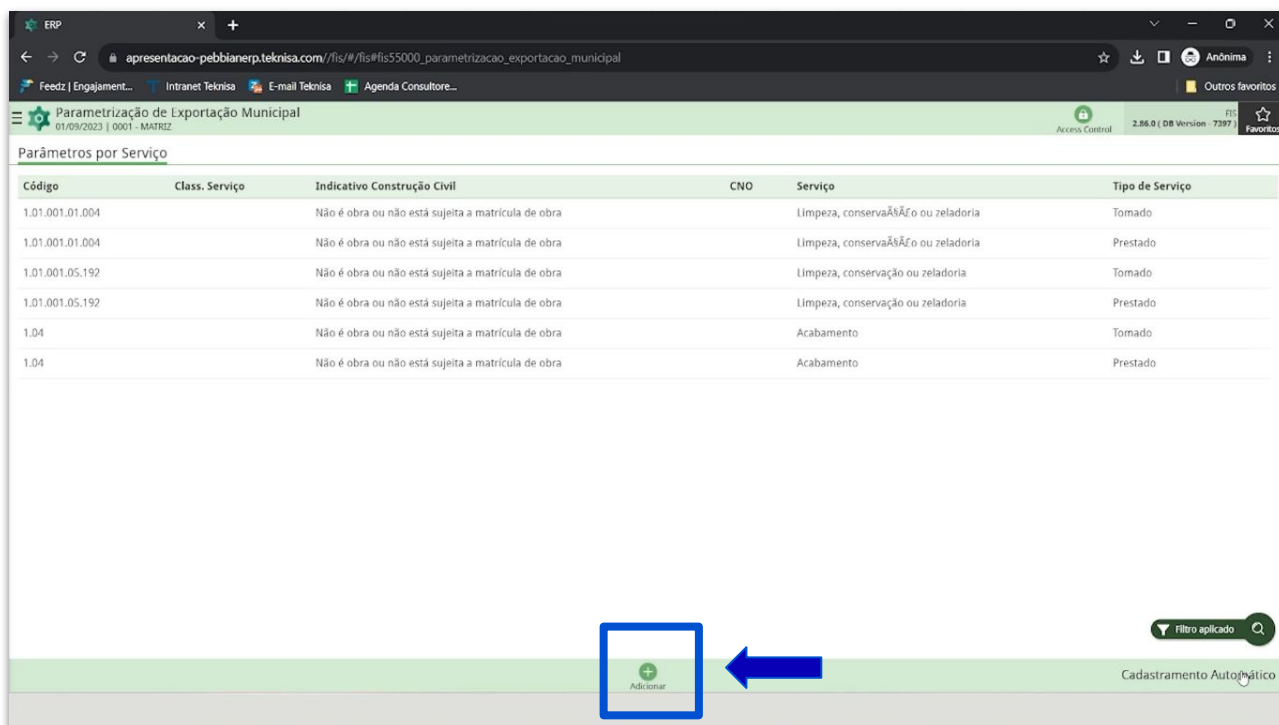 ERP
apresentacao-pebbianerp.teknisa.com//fis/#/fis#fis55000_parametrizacao_exportacao_municipal
Anônima
Feedz | Engajament...
Intranet Teknisa
E-mail Teknisa
Agenda Consultore...
Outros favoritos
Parametrização de Exportação Municipal
01/09/2023 | 0001 - MATRIZ
Access Control
FIS
2.86.0 ( DB Version - 7397 )
Favoritos
Parâmetros por Serviço
Código Class. Serviço Indicativo Construção Civil CNO Serviço Tipo de Serviço
1.01.001.01.004 Não é obra ou não está sujeita a matrícula de obra Limpeza, conservaÃ§Ã£o ou zeladoria Tomado
1.01.001.01.004 Não é obra ou não está sujeita a matrícula de obra Limpeza, conservaÃ§Ã£o ou zeladoria Prestado
1.01.001.05.192 Não é obra ou não está sujeita a matrícula de obra Limpeza, conservação ou zeladoria Tomado
1.01.001.05.192 Não é obra ou não está sujeita a matrícula de obra Limpeza, conservação ou zeladoria Prestado
1.04 Não é obra ou não está sujeita a matrícula de obra Acabamento Tomado
1.04 Não é obra ou não está sujeita a matrícula de obra Acabamento Prestado
Filtro aplicado
Adicionar
Cadastramento Automático